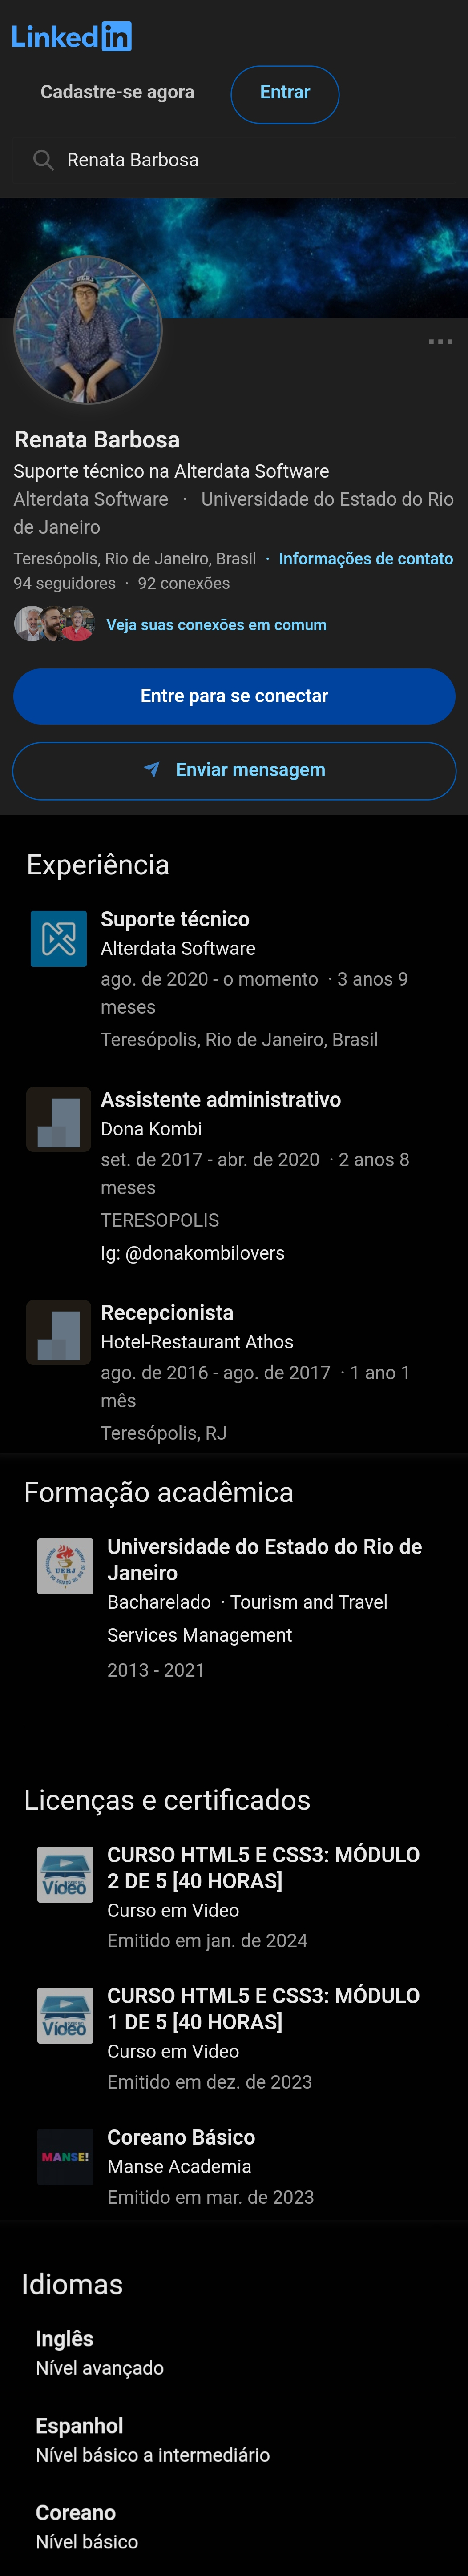 Linkedin
Cadastre-se agora
Entrar
Renata Barbosa
Renata Barbosa
Suporte técnico na Alterdata Software
Alterdata Software · Universidade do Estado do Rio
de Janeiro
Teresópolis, Rio de Janeiro, Brasil · Informações de contato
94 seguidores · 92 conexões
Veja suas conexões em comum
Entre para se conectar
Enviar mensagem
Experiência
Suporte técnico
Alterdata Software
ago. de 2020 - o momento · 3 anos 9
meses
Teresópolis, Rio de Janeiro, Brasil
Assistente administrativo
Dona Kombi
set. de 2017 - abr. de 2020 · 2 anos 8
meses
TERESOPOLIS
Ig: @donakombilovers
Recepcionista
Hotel-Restaurant Athos
ago. de 2016 - ago. de 2017 · 1 ano 1
mês
Teresópolis, RJ
Formação acadêmica
UERJ
Universidade do Estado do Rio de
Janeiro
Bacharelado · Tourism and Travel
Services Management
2013 - 2021
Licenças e certificados
Vídeo
CURSO HTML5 E CSS3: MÓDULO
2 DE 5 [40 HORAS]
Curso em Video
Emitido em jan. de 2024
Vídeo
CURSO HTML5 E CSS3: MÓDULO
1 DE 5 [40 HORAS]
Curso em Video
Emitido em dez. de 2023
MANSE!
Coreano Básico
Manse Academia
Emitido em mar. de 2023
Idiomas
Inglês
Nível avançado
Espanhol
Nível básico a intermediário
Coreano
Nível básico